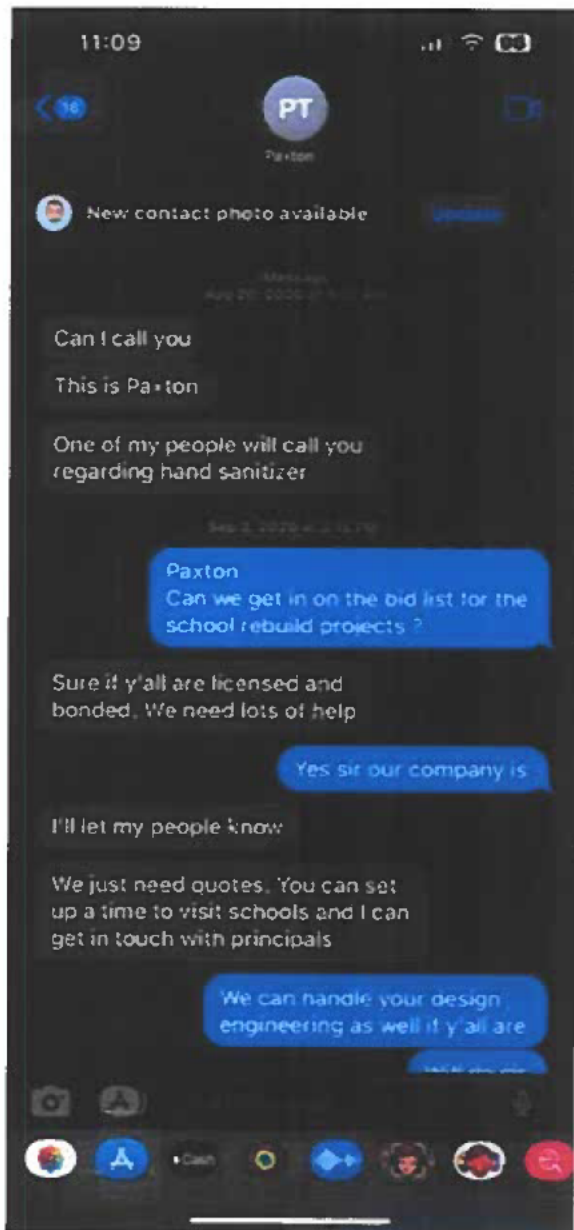 11:09
16
PT
Paxton
New contact photo available
Update
iMessage
Can I call you
This is Paxton
One of my people will call you
regarding hand sanitizer
Paxton
Can we get in on the bid list for the
school rebuild projects ?
Sure if y'all are licensed and
bonded. We need lots of help
Yes sir our company is
I'll let my people know
We just need quotes. You can set
up a time to visit schools and I can
get in touch with principals
We can handle your design
engineering as well if y'all are
Cash